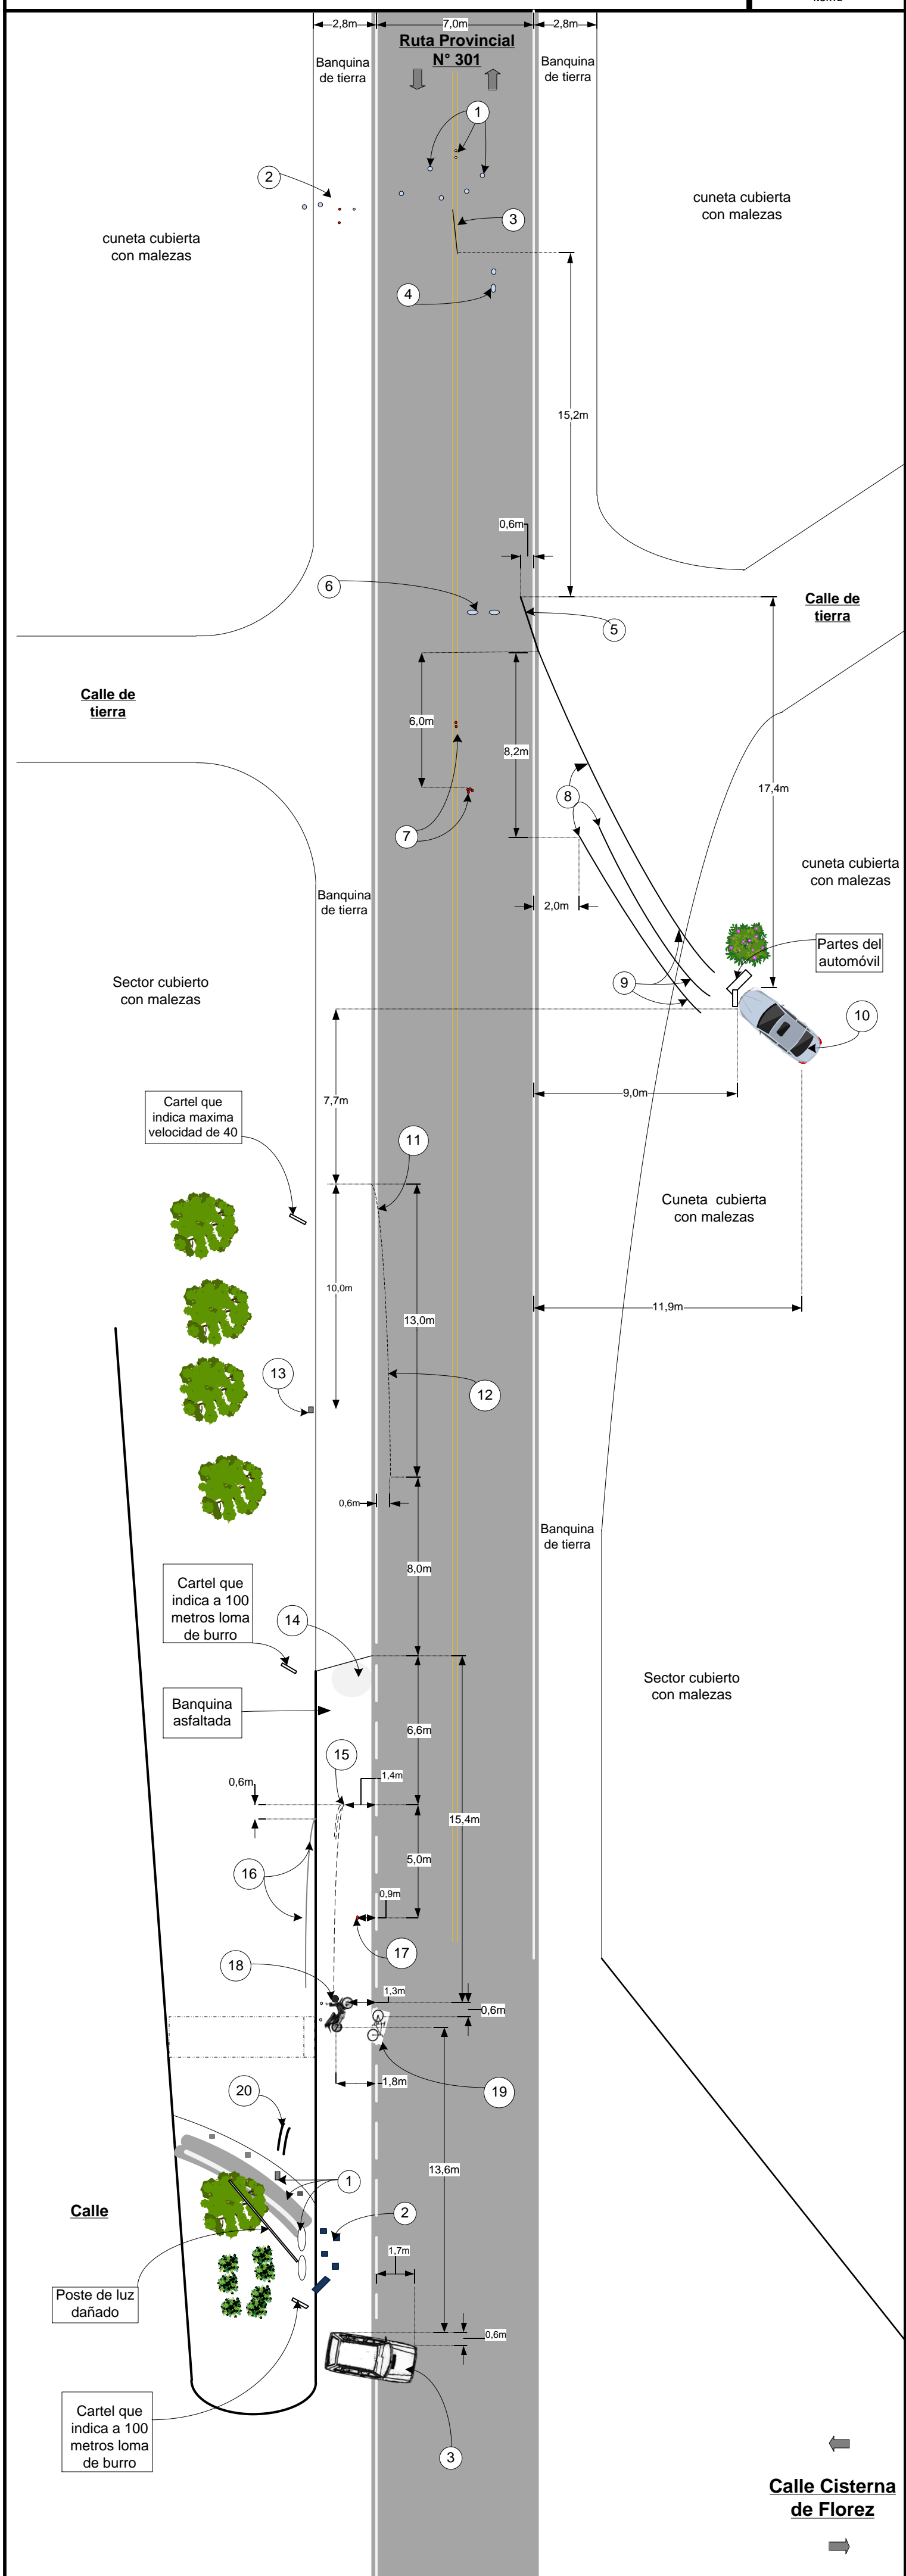 2,8m
7,0m
2,8m
Ruta Provincial
N° 301
Banquina
de tierra
Banquina
de tierra
1
2
cuneta cubierta
con malezas
3
cuneta cubierta
con malezas
4
15,2m
0,6m
6
5
Calle de
tierra
Calle de
tierra
6,0m
8,2m
8
17,4m
7
cuneta cubierta
con malezas
Banquina
de tierra
2,0m
Partes del
automóvil
Sector cubierto
con malezas
9
10
9,0m
7,7m
Cartel que
indica maxima
velocidad de 40
11
Cuneta cubierta
con malezas
10,0m
11,9m
13,0m
13
12
0,6m
Banquina
de tierra
8,0m
Cartel que
indica a 100
metros loma
de burro
14
Sector cubierto
con malezas
Banquina
asfaltada
6,6m
15
1,4m
0,6m
15,4m
5,0m
16
0,9m
17
18
1,3m
0,6m
1,8m
19
20
13,6m
1
Calle
2
1,7m
Poste de luz
dañado
0,6m
Cartel que
indica a 100
metros loma
de burro
3
Calle Cisterna
de Florez